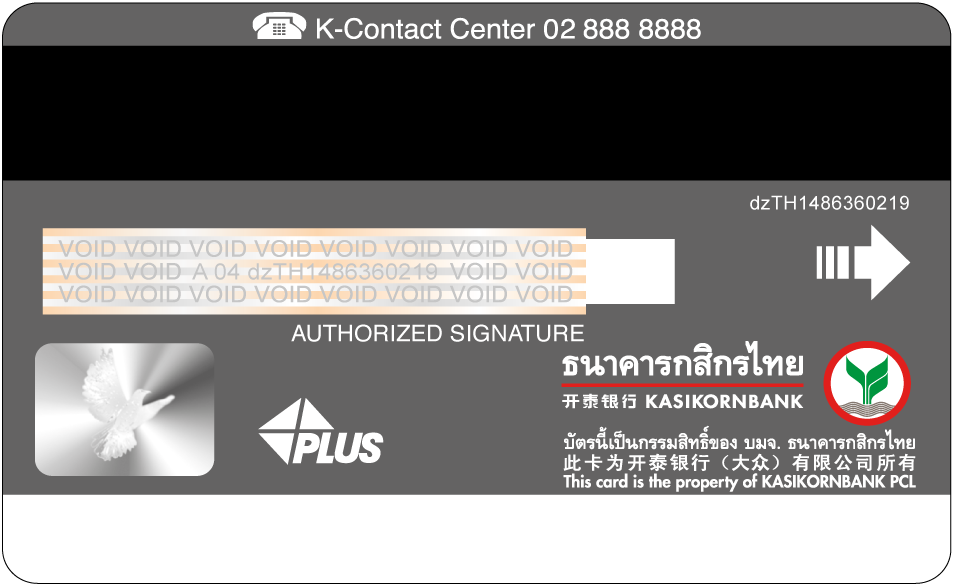 K-Contact Center 02 888 8888
dzTH1486360219
VOID VOID VOID VOID VOID VOID VOID VOID
VOID VOID A 04 dzTH1486360219 VOID VOID
VOID VOID VOID VOID VOID VOID VOID VOID
AUTHORIZED SIGNATURE
PLUS
ธนาคารกสิกรไทย
开泰银行 KASIKORNBANK
บัตรนี้เป็นกรรมสิทธิ์ของ บมจ. ธนาคารกสิกรไทย
此卡为开泰银行（大众）有限公司所有
This card is the property of KASIKORNBANK PCL